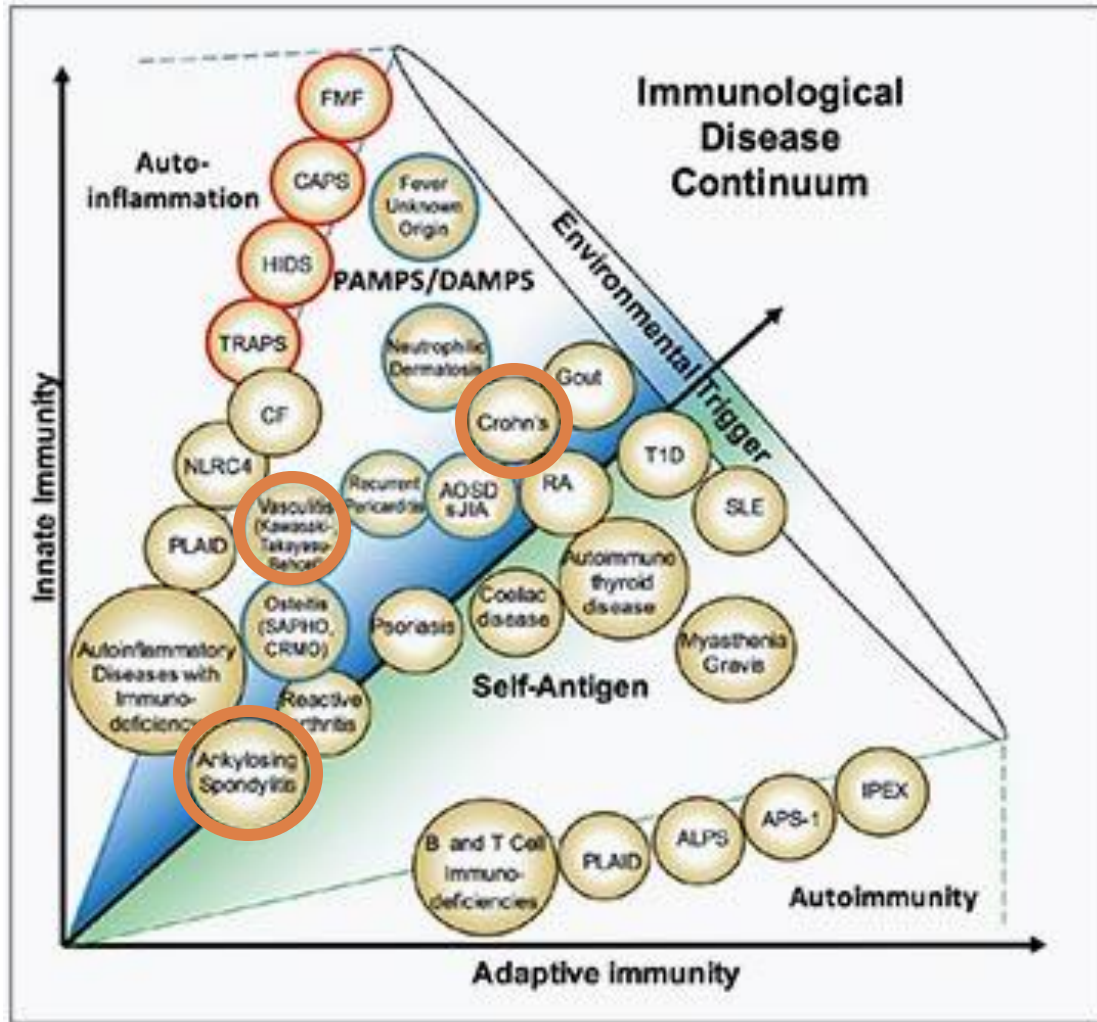 Immunological
Disease
Continuum
FMF
Auto-
inflammation
CAPS
Fever
Unknown
Origin
HIDS
PAMPS/DAMPS
Environmental Trigger
TRAPS
Neutrophilic
Dermatosis
Gout
CF
Crohn's
T1D
NLRC4
Recurrent
Pericarditis
AOSD
sJIA
RA
SLE
Vasculitis
(Kawasaki-,
Takayasu-
Behcet
PLAID
Innate Immunity
Autoimmune
thyroid
disease
Coeliac
disease
Osteitis
(SAPHO,
CRMO)
Psoriasis
Myasthenia
Gravis
Autoinflammatory
Diseases with
Immuno-
deficiency
Self-Antigen
Reactive
arthritis
Ankylosing
Spondylitis
IPEX
APS-1
ALPS
PLAID
B and T Cell
Immuno-
deficiencies
Autoimmunity
Adaptive immunity